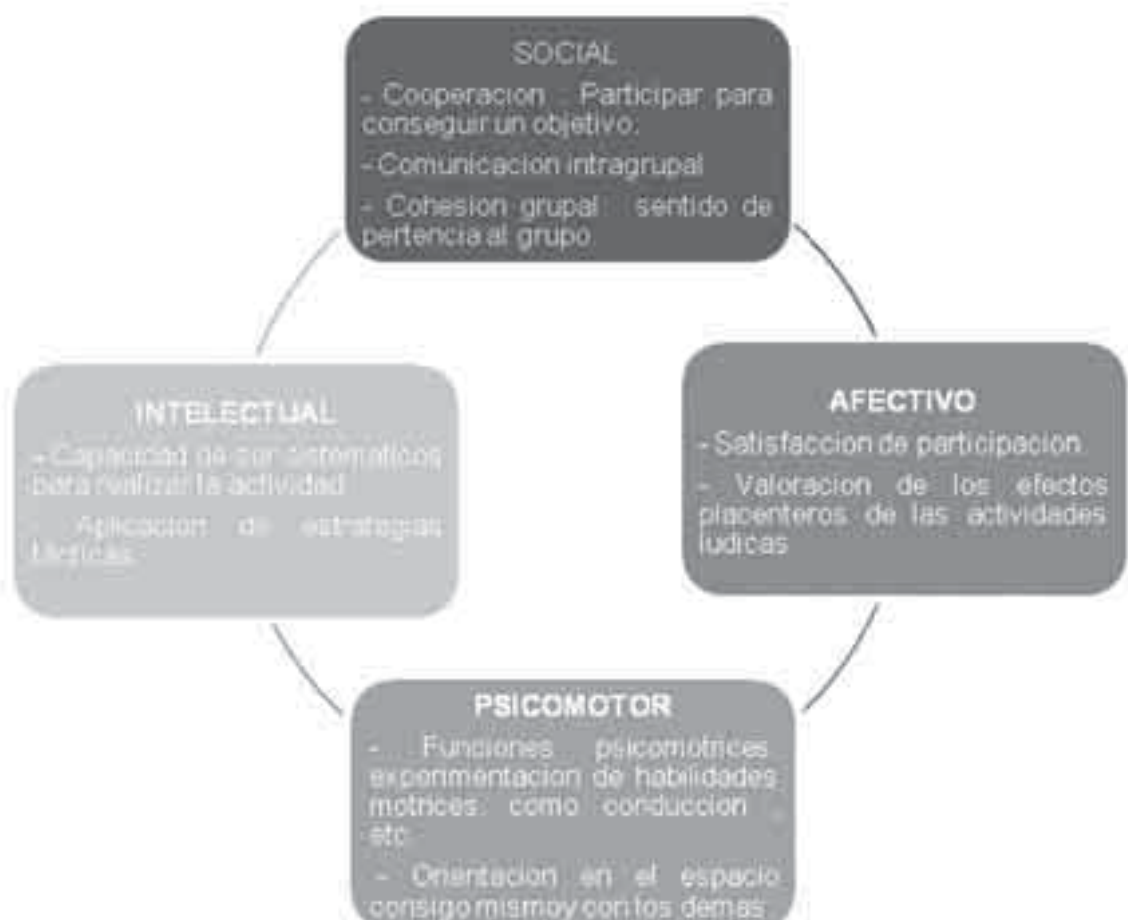 SOCIAL
- Cooperacion : Participar para
conseguir un objetivo.
- Comunicacion intragrupal
- Cohesion grupal : sentido de
pertencia al grupo
INTELECTUAL
- Capacidad de ser sistematicos
para realizar la actividad
- Aplicacion de estrategias
tacticas
AFECTIVO
- Satisfaccion de participacion.
- Valoracion de los efectos
placenteros de las actividades
ludicas
PSICOMOTOR
- Funciones psicomotrices
experimentacion de habilidades
motrices como conduccion ,
etc
- Orientacion en el espacio
consigo mismo y con los demas